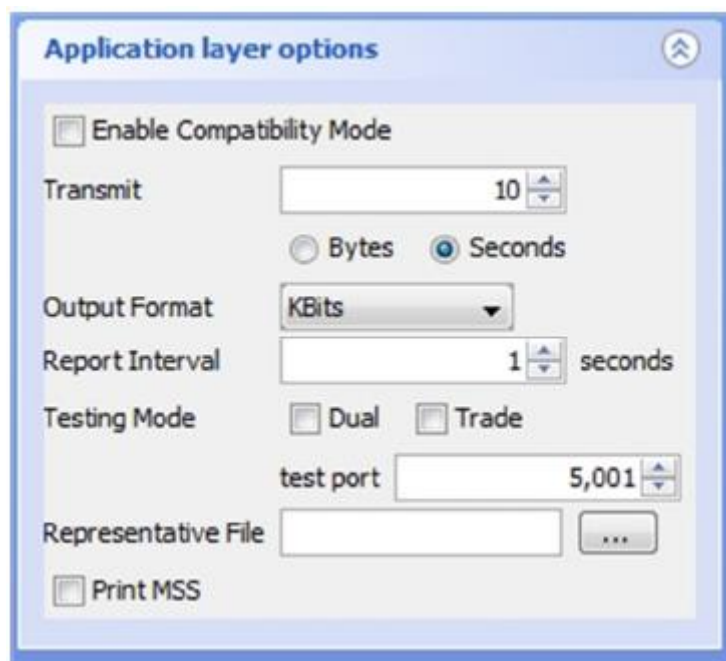 Application layer options
Enable Compatibility Mode
Transmit 10
Bytes Seconds
Output Format KBits
Report Interval 1 seconds
Testing Mode Dual Trade
test port 5,001
Representative File ...
Print MSS